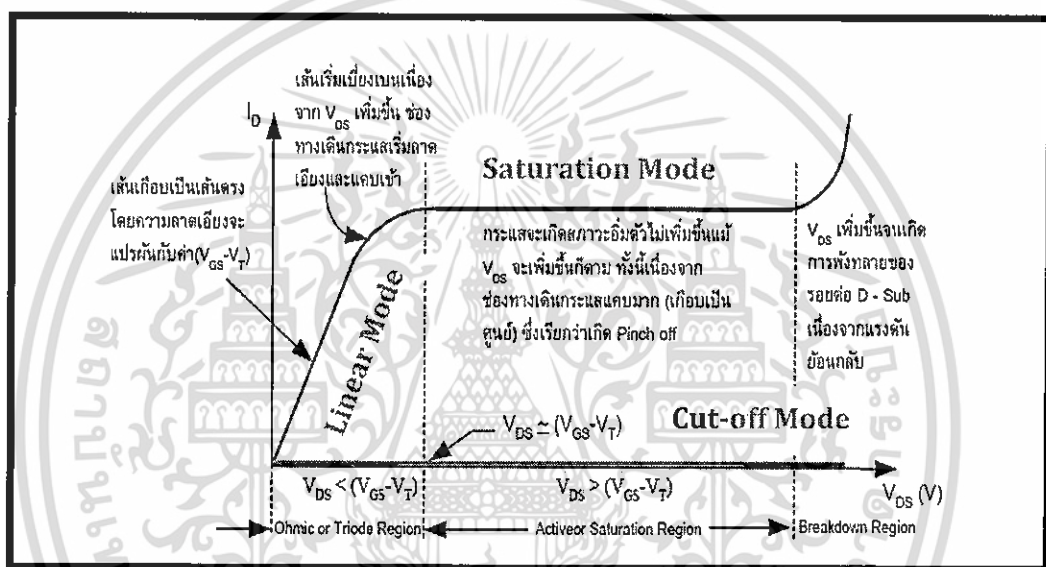 เส้นเริ่มเบี่ยงเบนเนื่อง
จาก V_DS เพิ่มขึ้น ช่อง
ทางเดินกระแสเริ่มลาด
เอียงและแคบเข้า
I_D
เส้นเกือบเป็นเส้นตรง
โดยความลาดเอียงจะ
แปรผันกับค่า(V_GS-V_T)
Linear Mode
Saturation Mode
กระแสจะเกิดสภาวะอิ่มตัวไม่เพิ่มขึ้นแม้
V_DS จะเพิ่มขึ้นก็ตาม ทั้งนี้เนื่องจาก
ช่องทางเดินกระแสแคบมาก (เกือบเป็น
ศูนย์) ซึ่งเรียกว่าเกิด Pinch off
V_DS เพิ่มขึ้นจนเกิด
การพังทลายของ
รอยต่อ D - Sub
เนื่องจากแรงดัน
ย้อนกลับ
V_DS ≃ (V_GS-V_T)
Cut-off Mode
V_DS < (V_GS-V_T)
V_DS > (V_GS-V_T)
V_DS (V)
Ohmic or Triode Region
Activeor Saturation Region
Breakdown Region